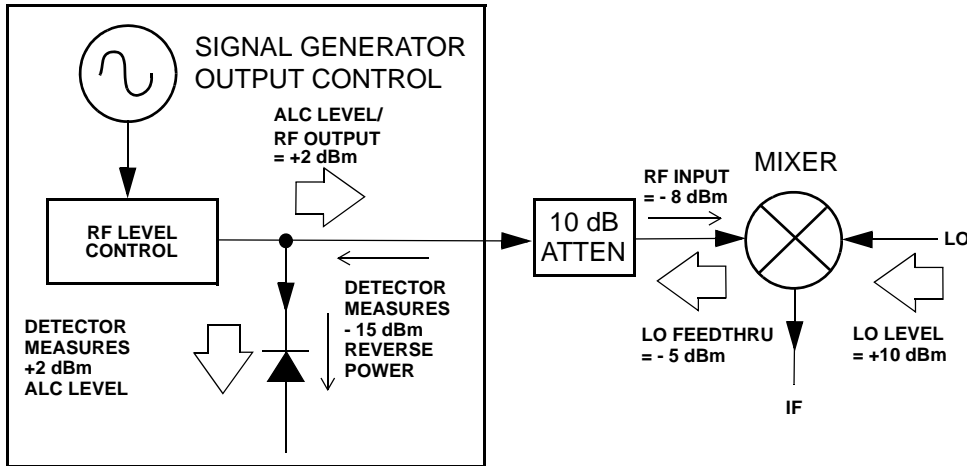 SIGNAL GENERATOR
OUTPUT CONTROL
ALC LEVEL/
RF OUTPUT
= +2 dBm
RF LEVEL
CONTROL
DETECTOR
MEASURES
+2 dBm
ALC LEVEL
DETECTOR
MEASURES
- 15 dBm
REVERSE
POWER
10 dB
ATTEN
RF INPUT
= - 8 dBm
MIXER
LO
LO FEEDTHRU
= - 5 dBm
LO LEVEL
= +10 dBm
IF